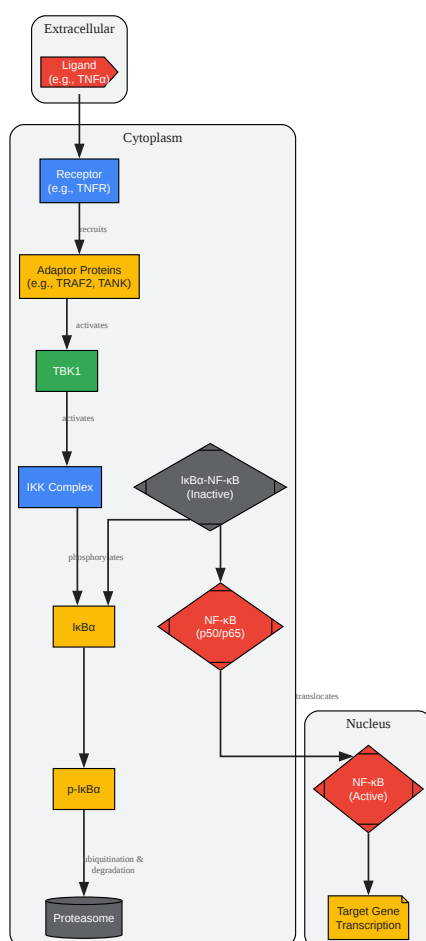 Extracellular
Ligand
(e.g., TNFα)
Cytoplasm
Receptor
(e.g., TNFR)
recruits
Adaptor Proteins
(e.g., TRAF2, TANK)
activates
TBK1
activates
IκBα-NF-κB
(Inactive)
IKK Complex
phosphorylates
NF-κB
(p50/p65)
IκBα
translocates
Nucleus
NF-κB
(Active)
p-IκBα
ubiquitination &
degradation
Proteasome
Target Gene
Transcription